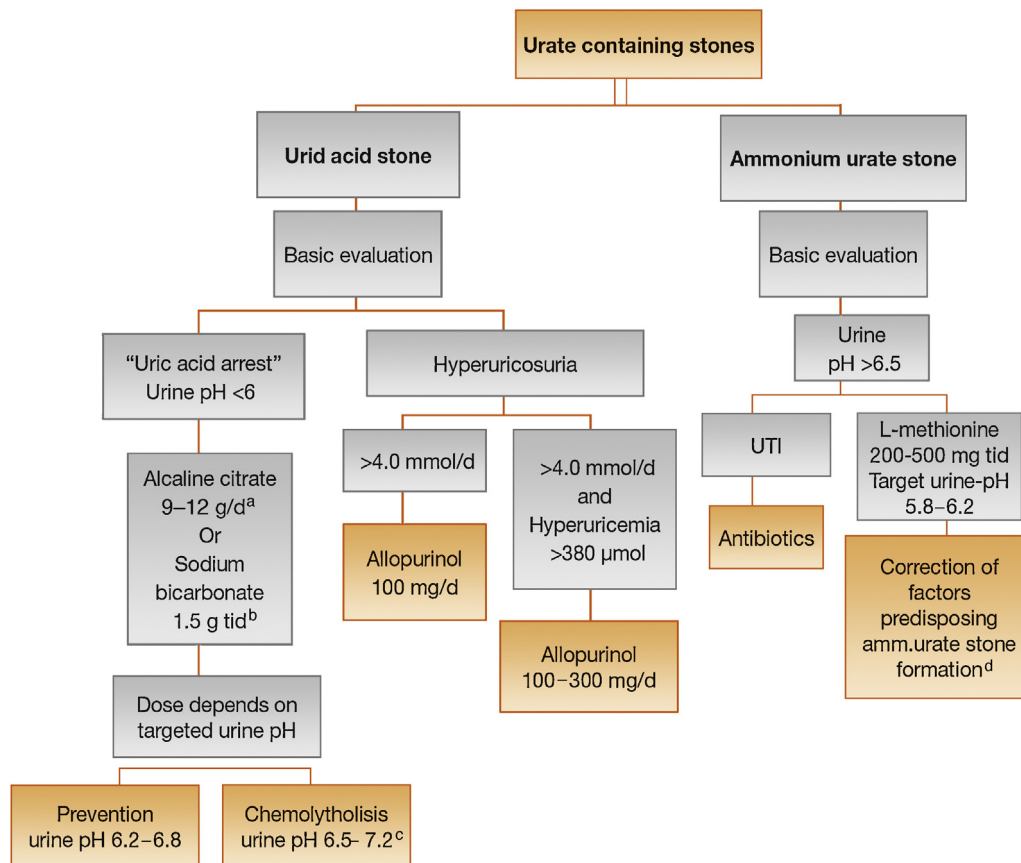 Urate containing stones
Urid acid stone
Ammonium urate stone
Basic evaluation
Basic evaluation
“Uric acid arrest”
Urine pH <6
Hyperuricosuria
Urine
pH >6.5
Alcaline citrate
9–12 g/dᵃ
Or
Sodium
bicarbonate
1.5 g tidᵇ
>4.0 mmol/d
>4.0 mmol/d
and
Hyperuricemia
>380 µmol
UTI
L-methionine
200-500 mg tid
Target urine-pH
5.8–6.2
Allopurinol
100 mg/d
Allopurinol
100–300 mg/d
Antibiotics
Correction of
factors
predisposing
amm.urate stone
formationᵈ
Dose depends on
targeted urine pH
Prevention
urine pH 6.2–6.8
Chemolytholisis
urine pH 6.5- 7.2ᶜ